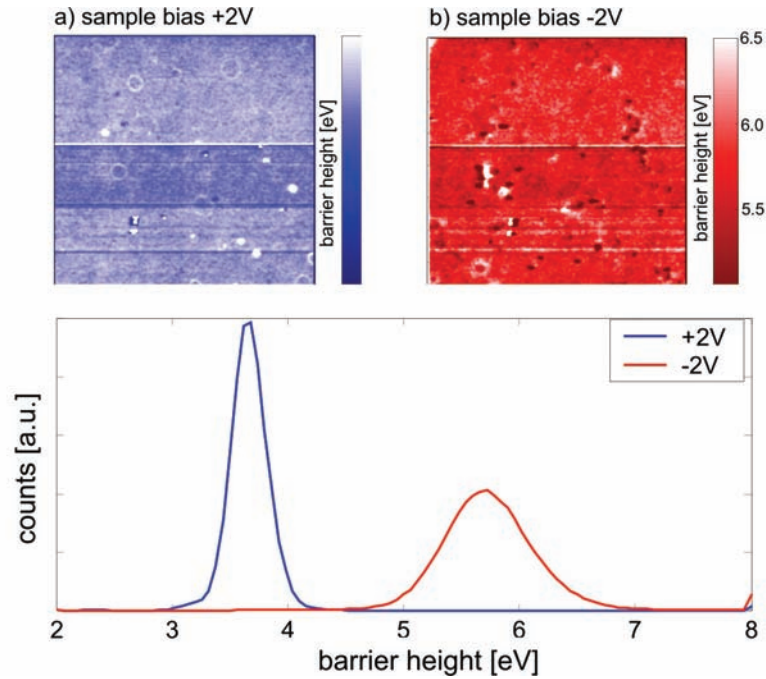 a) sample bias +2V
b) sample bias -2V
barrier height [eV]
barrier height [eV]
6.5
6.0
5.5
+2V
-2V
counts [a.u.]
2
3
4
5
6
7
8
barrier height [eV]